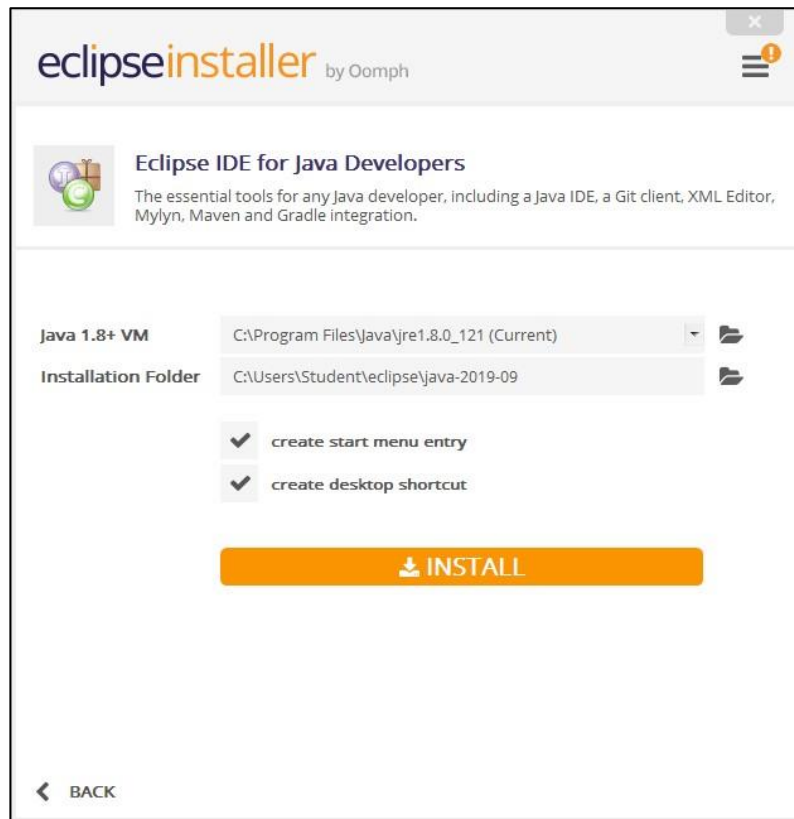 eclipseinstaller by Oomph
Eclipse IDE for Java Developers
The essential tools for any Java developer, including a Java IDE, a Git client, XML Editor,
Mylyn, Maven and Gradle integration.
Java 1.8+ VM C:\Program Files\Java\jre1.8.0_121 (Current)
Installation Folder C:\Users\Student\eclipse\java-2019-09
create start menu entry
create desktop shortcut
INSTALL
BACK